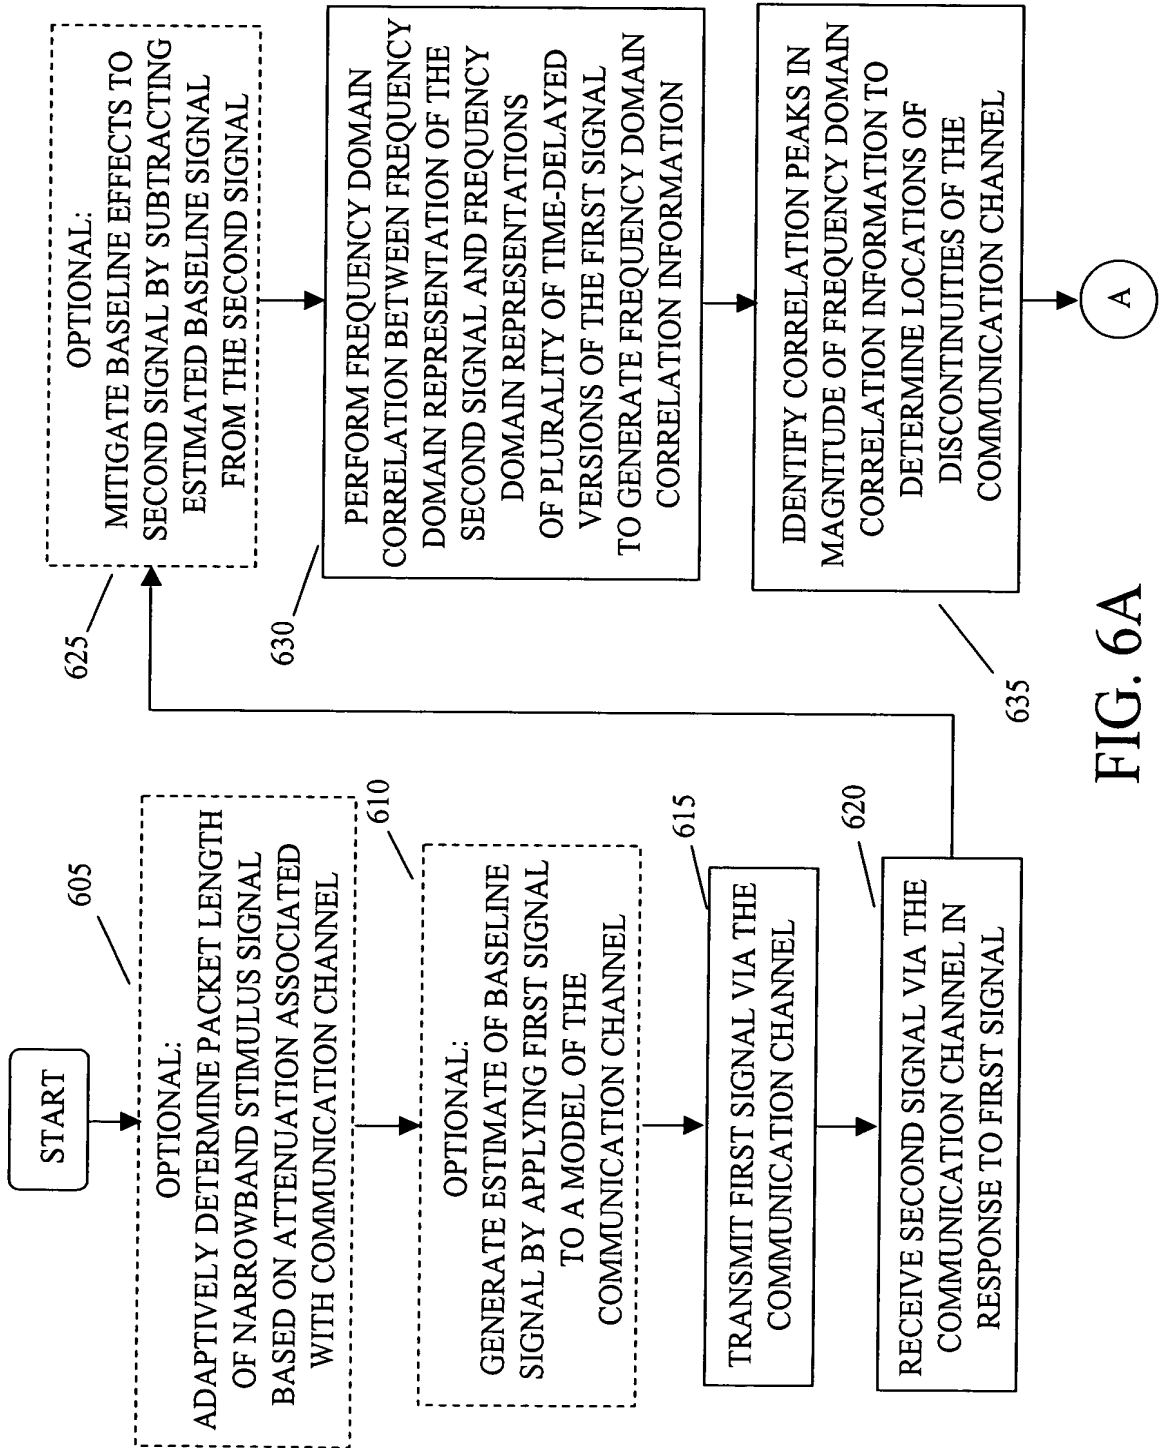 START
605
OPTIONAL:
ADAPTIVELY DETERMINE PACKET LENGTH
OF NARROWBAND STIMULUS SIGNAL
BASED ON ATTENUATION ASSOCIATED
WITH COMMUNICATION CHANNEL
610
OPTIONAL:
GENERATE ESTIMATE OF BASELINE
SIGNAL BY APPLYING FIRST SIGNAL
TO A MODEL OF THE
COMMUNICATION CHANNEL
615
TRANSMIT FIRST SIGNAL VIA THE
COMMUNICATION CHANNEL
620
RECEIVE SECOND SIGNAL VIA THE
COMMUNICATION CHANNEL IN
RESPONSE TO FIRST SIGNAL
625
OPTIONAL:
MITIGATE BASELINE EFFECTS TO
SECOND SIGNAL BY SUBTRACTING
ESTIMATED BASELINE SIGNAL
FROM THE SECOND SIGNAL
630
PERFORM FREQUENCY DOMAIN
CORRELATION BETWEEN FREQUENCY
DOMAIN REPRESENTATION OF THE
SECOND SIGNAL AND FREQUENCY
DOMAIN REPRESENTATIONS
OF PLURALITY OF TIME-DELAYED
VERSIONS OF THE FIRST SIGNAL
TO GENERATE FREQUENCY DOMAIN
CORRELATION INFORMATION
635
IDENTIFY CORRELATION PEAKS IN
MAGNITUDE OF FREQUENCY DOMAIN
CORRELATION INFORMATION TO
DETERMINE LOCATIONS OF
DISCONTINUITIES OF THE
COMMUNICATION CHANNEL
A
FIG. 6A